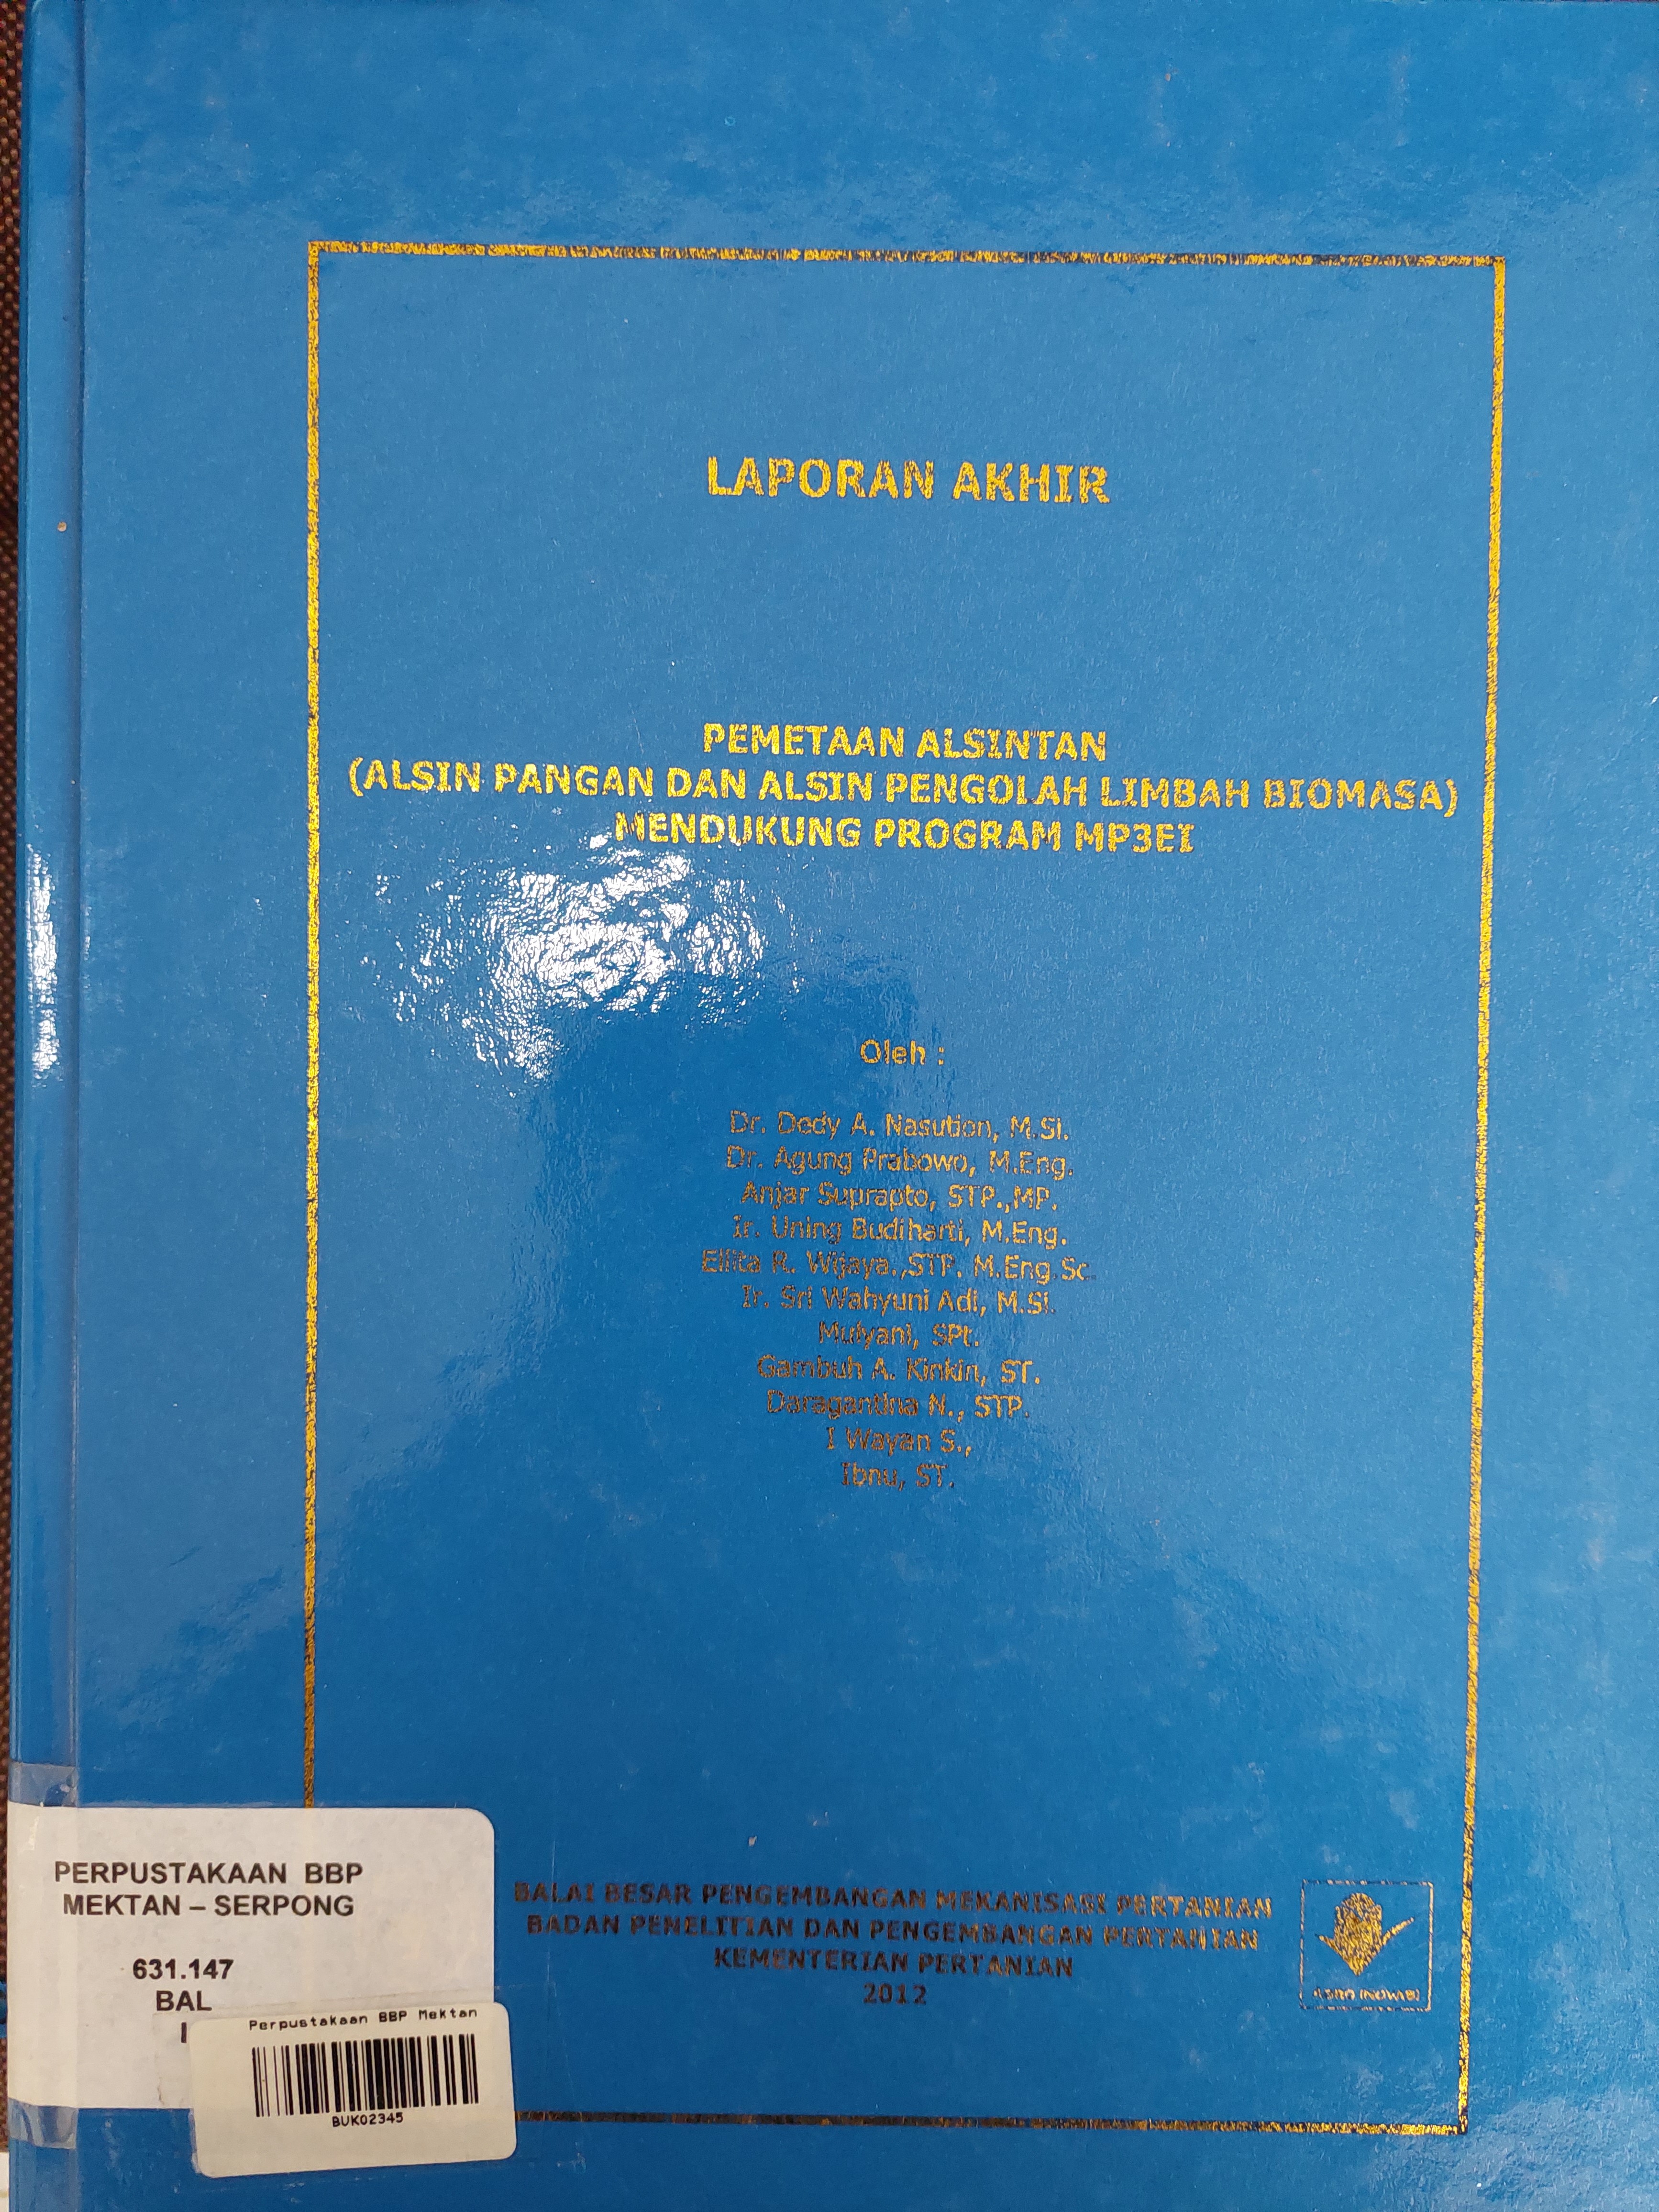 LAPORAN AKHIR
PEMETAAN ALSINTAN
(ALSIN PANGAN DAN ALSIN PENGOLAH LIMBAH BIOMASA)
MENDUKUNG PROGRAM MP3EI
Oleh :
Dr. Dedy A. Nasution, M.Si.
Dr. Agung Prabowo, M.Eng.
Anjar Suprapto, STP.,MP.
Ir. Uning Budiharti, M.Eng.
Ellita R. Wijaya.,STP. M.Eng.Sc.
Ir. Sri Wahyuni Adi, M.Si.
Mulyani, SPt.
Gambuh A. Kinkin, ST.
Daragantina N., STP.
I Wayan S.,
Ibnu, ST.
BALAI BESAR PENGEMBANGAN MEKANISASI PERTANIAN
BADAN PENELITIAN DAN PENGEMBANGAN PERTANIAN
KEMENTERIAN PERTANIAN
2012
AGRO INOVASI
PERPUSTAKAAN BBP
MEKTAN – SERPONG
631.147
BAL
Perpustakaan BBP Mektan
BUK02345